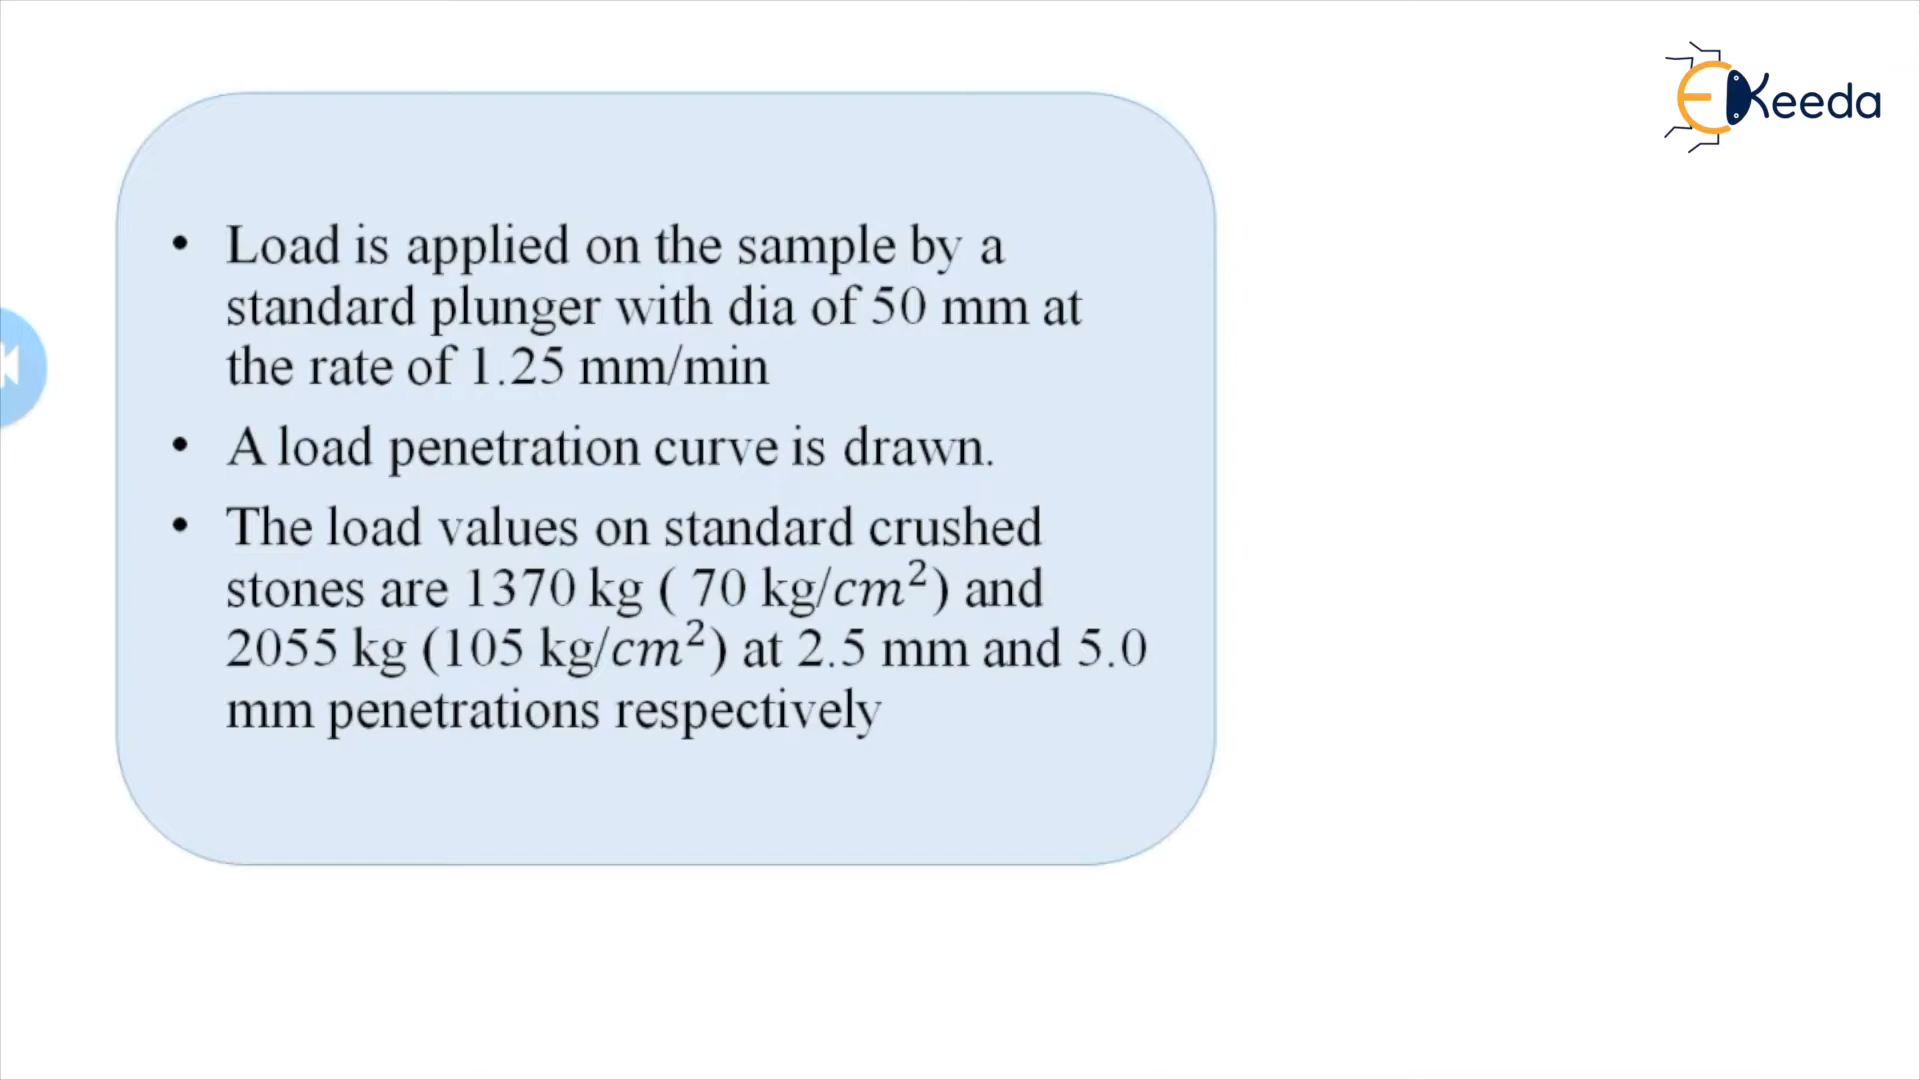 EKeeda
• Load is applied on the sample by a
standard plunger with dia of 50 mm at
the rate of 1.25 mm/min
• A load penetration curve is drawn.
• The load values on standard crushed
stones are 1370 kg ( 70 kg/cm²) and
2055 kg (105 kg/cm²) at 2.5 mm and 5.0
mm penetrations respectively